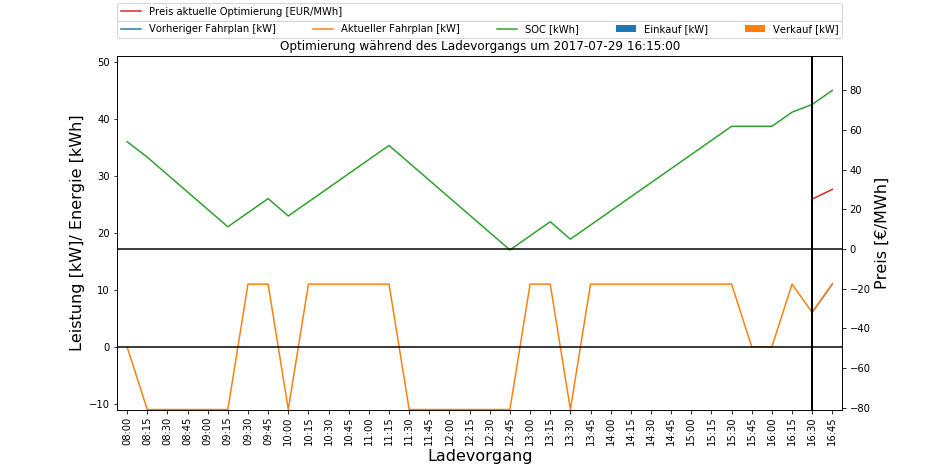 Preis aktuelle Optimierung [EUR/MWh]
Vorheriger Fahrplan [kW] Aktueller Fahrplan [kW] SOC [kWh] Einkauf [kW] Verkauf [kW]
Optimierung während des Ladevorgangs um 2017-07-29 16:15:00
Leistung [kW]/ Energie [kWh]
50
40
30
20
10
0
−10
80
60
40
20
0
−20
−40
−60
−80
Preis [€/MWh]
08:00 08:15 08:30 08:45 09:00 09:15 09:30 09:45 10:00 10:15 10:30 10:45 11:00 11:15 11:30 11:45 12:00 12:15 12:30 12:45 13:00 13:15 13:30 13:45 14:00 14:15 14:30 14:45 15:00 15:15 15:30 15:45 16:00 16:15 16:30 16:45
Ladevorgang